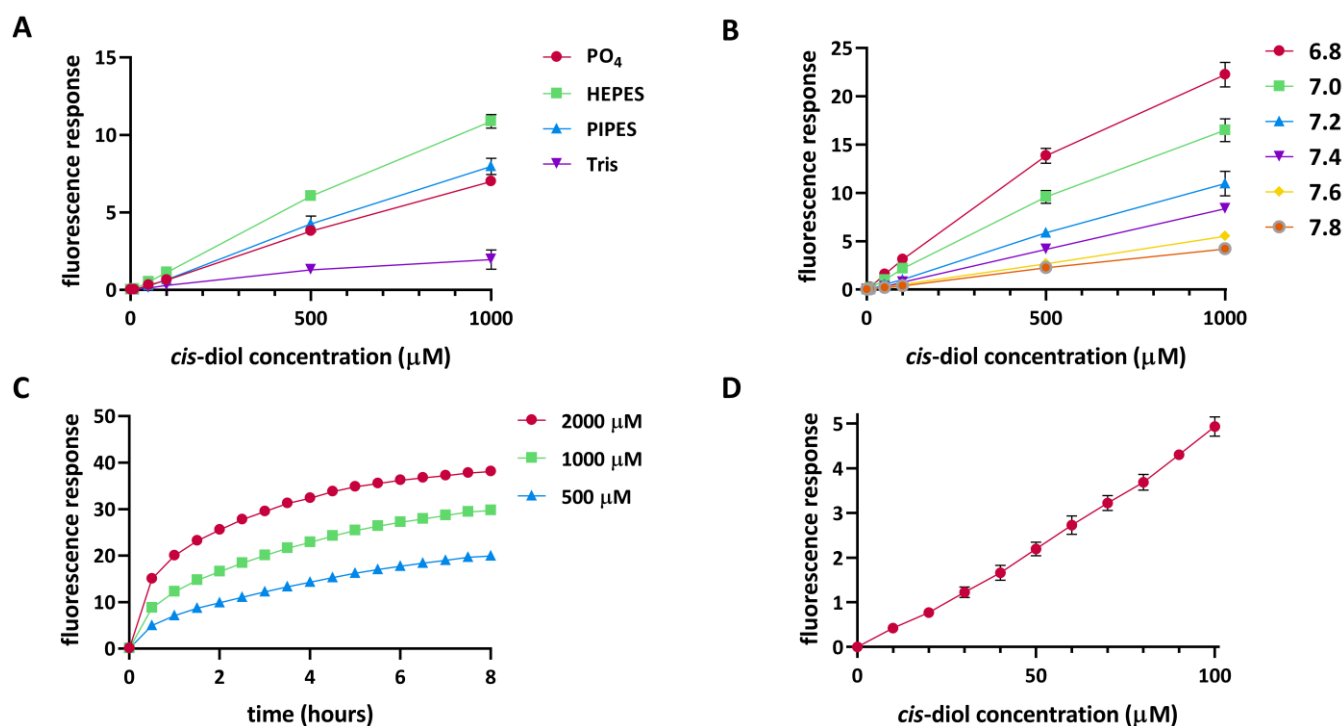 A
fluorescence response
15
10
5
0
0
500
1000
cis-diol concentration (μM)
PO4
HEPES
PIPES
Tris
B
fluorescence response
25
20
15
10
5
0
0
500
1000
cis-diol concentration (μM)
6.8
7.0
7.2
7.4
7.6
7.8
C
fluorescence response
50
40
30
20
10
0
0
2
4
6
8
time (hours)
2000 μM
1000 μM
500 μM
D
fluorescence response
5
4
3
2
1
0
0
50
100
cis-diol concentration (μM)